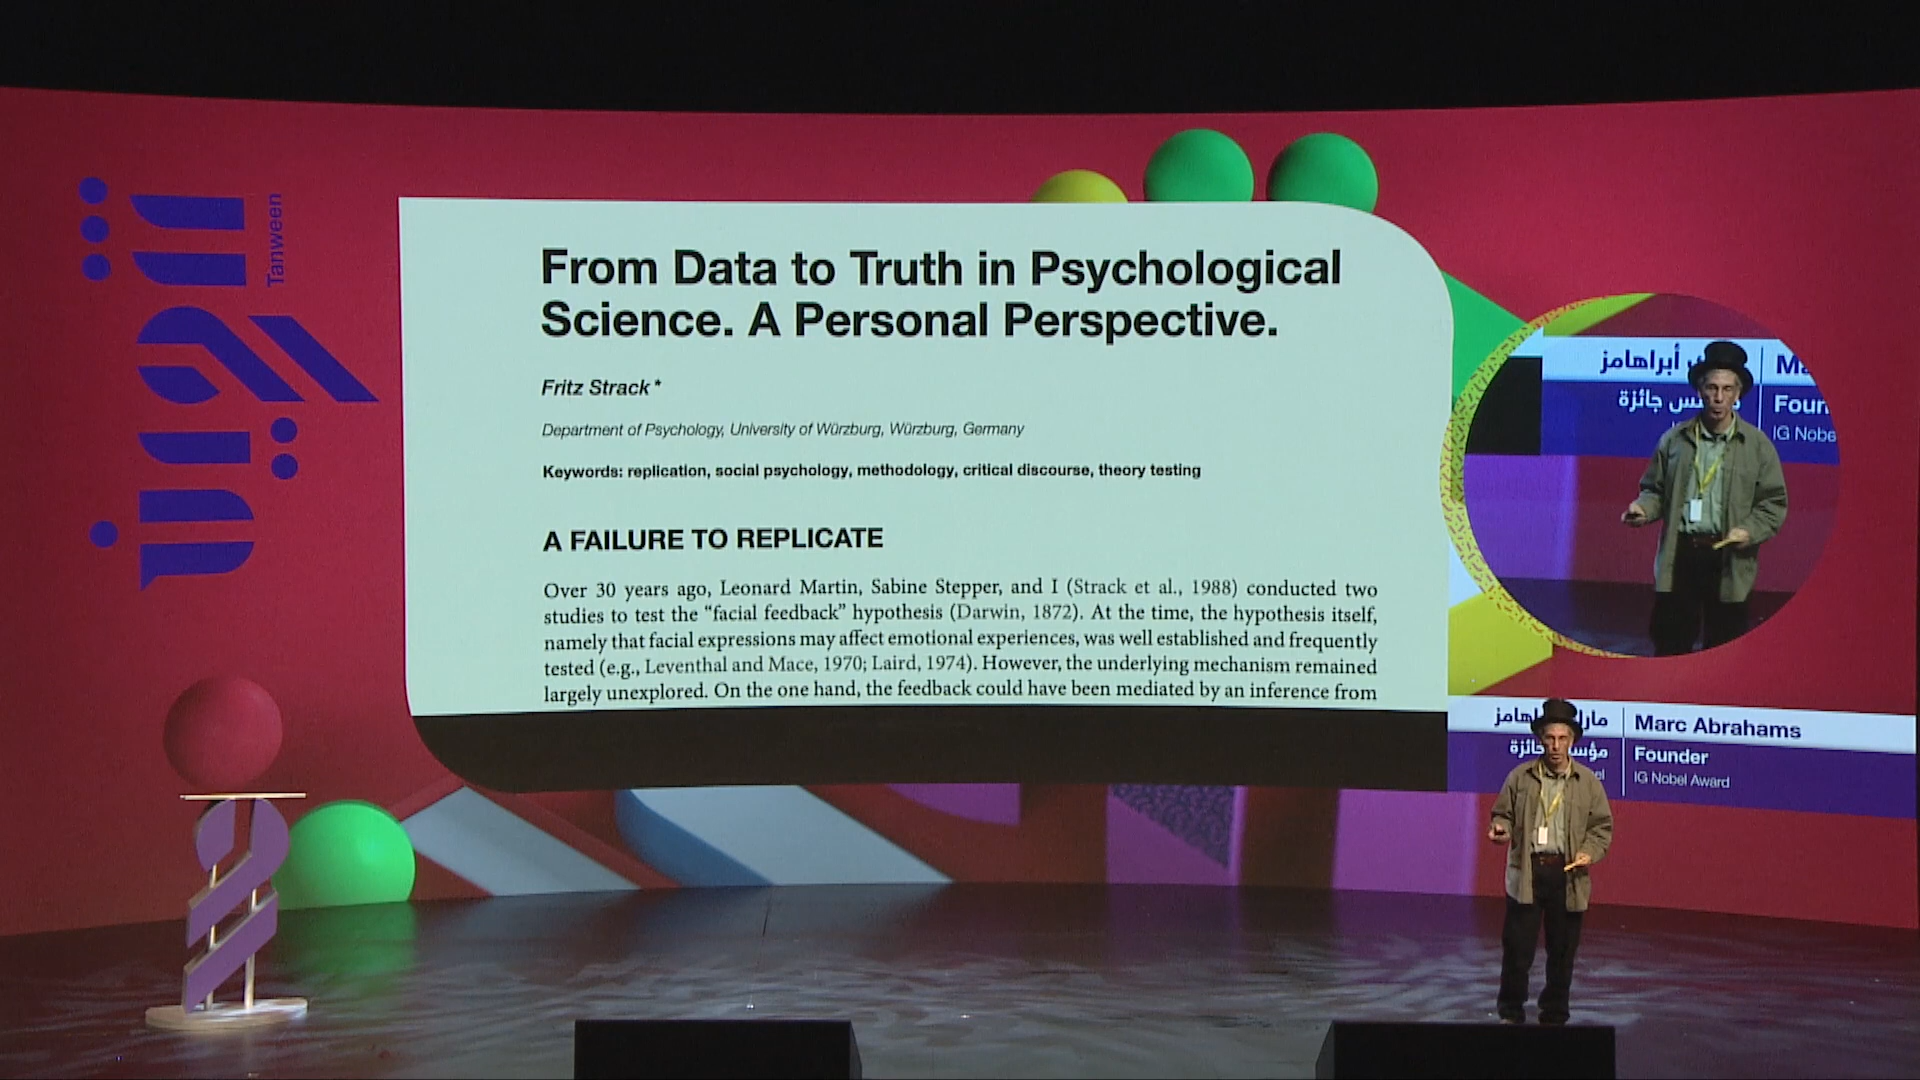 تنوين
Tanween
From Data to Truth in Psychological
Science. A Personal Perspective.
Fritz Strack*
Department of Psychology, University of Würzburg, Würzburg, Germany
Keywords: replication, social psychology, methodology, critical discourse, theory testing
A FAILURE TO REPLICATE
Over 30 years ago, Leonard Martin, Sabine Stepper, and I (Strack et al., 1988) conducted two
studies to test the “facial feedback” hypothesis (Darwin, 1872). At the time, the hypothesis itself,
namely that facial expressions may affect emotional experiences, was well established and frequently
tested (e.g., Leventhal and Mace, 1970; Laird, 1974). However, the underlying mechanism remained
largely unexplored. On the one hand, the feedback could have been mediated by an inference from
أبراهامز
جائزة
Marc Abrahams
جائزة
Founder
IG Nobel Award